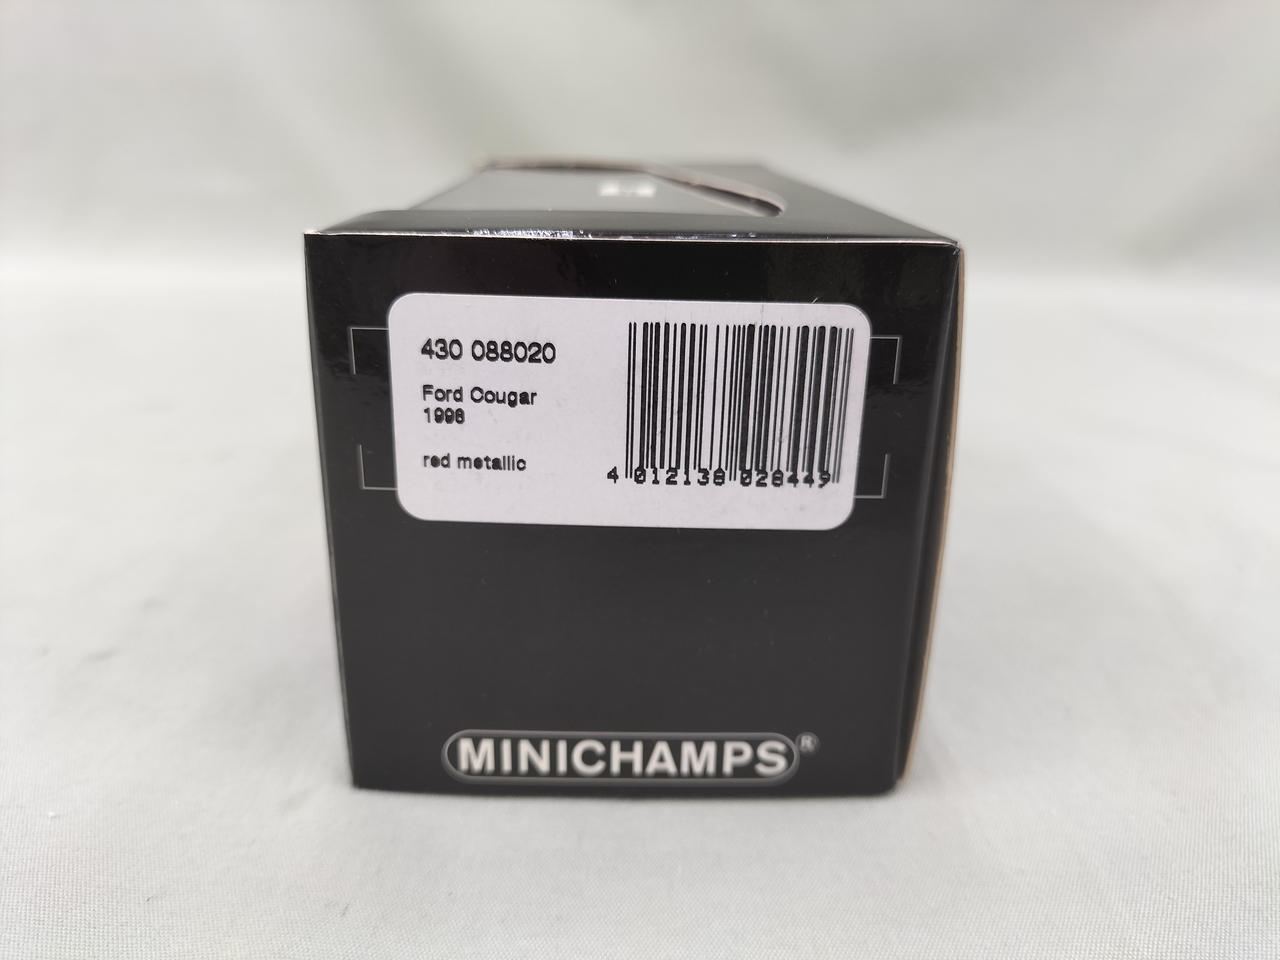 430 088020
Ford Cougar
1998
red metallic
4 012138 028449
MINICHAMPS®